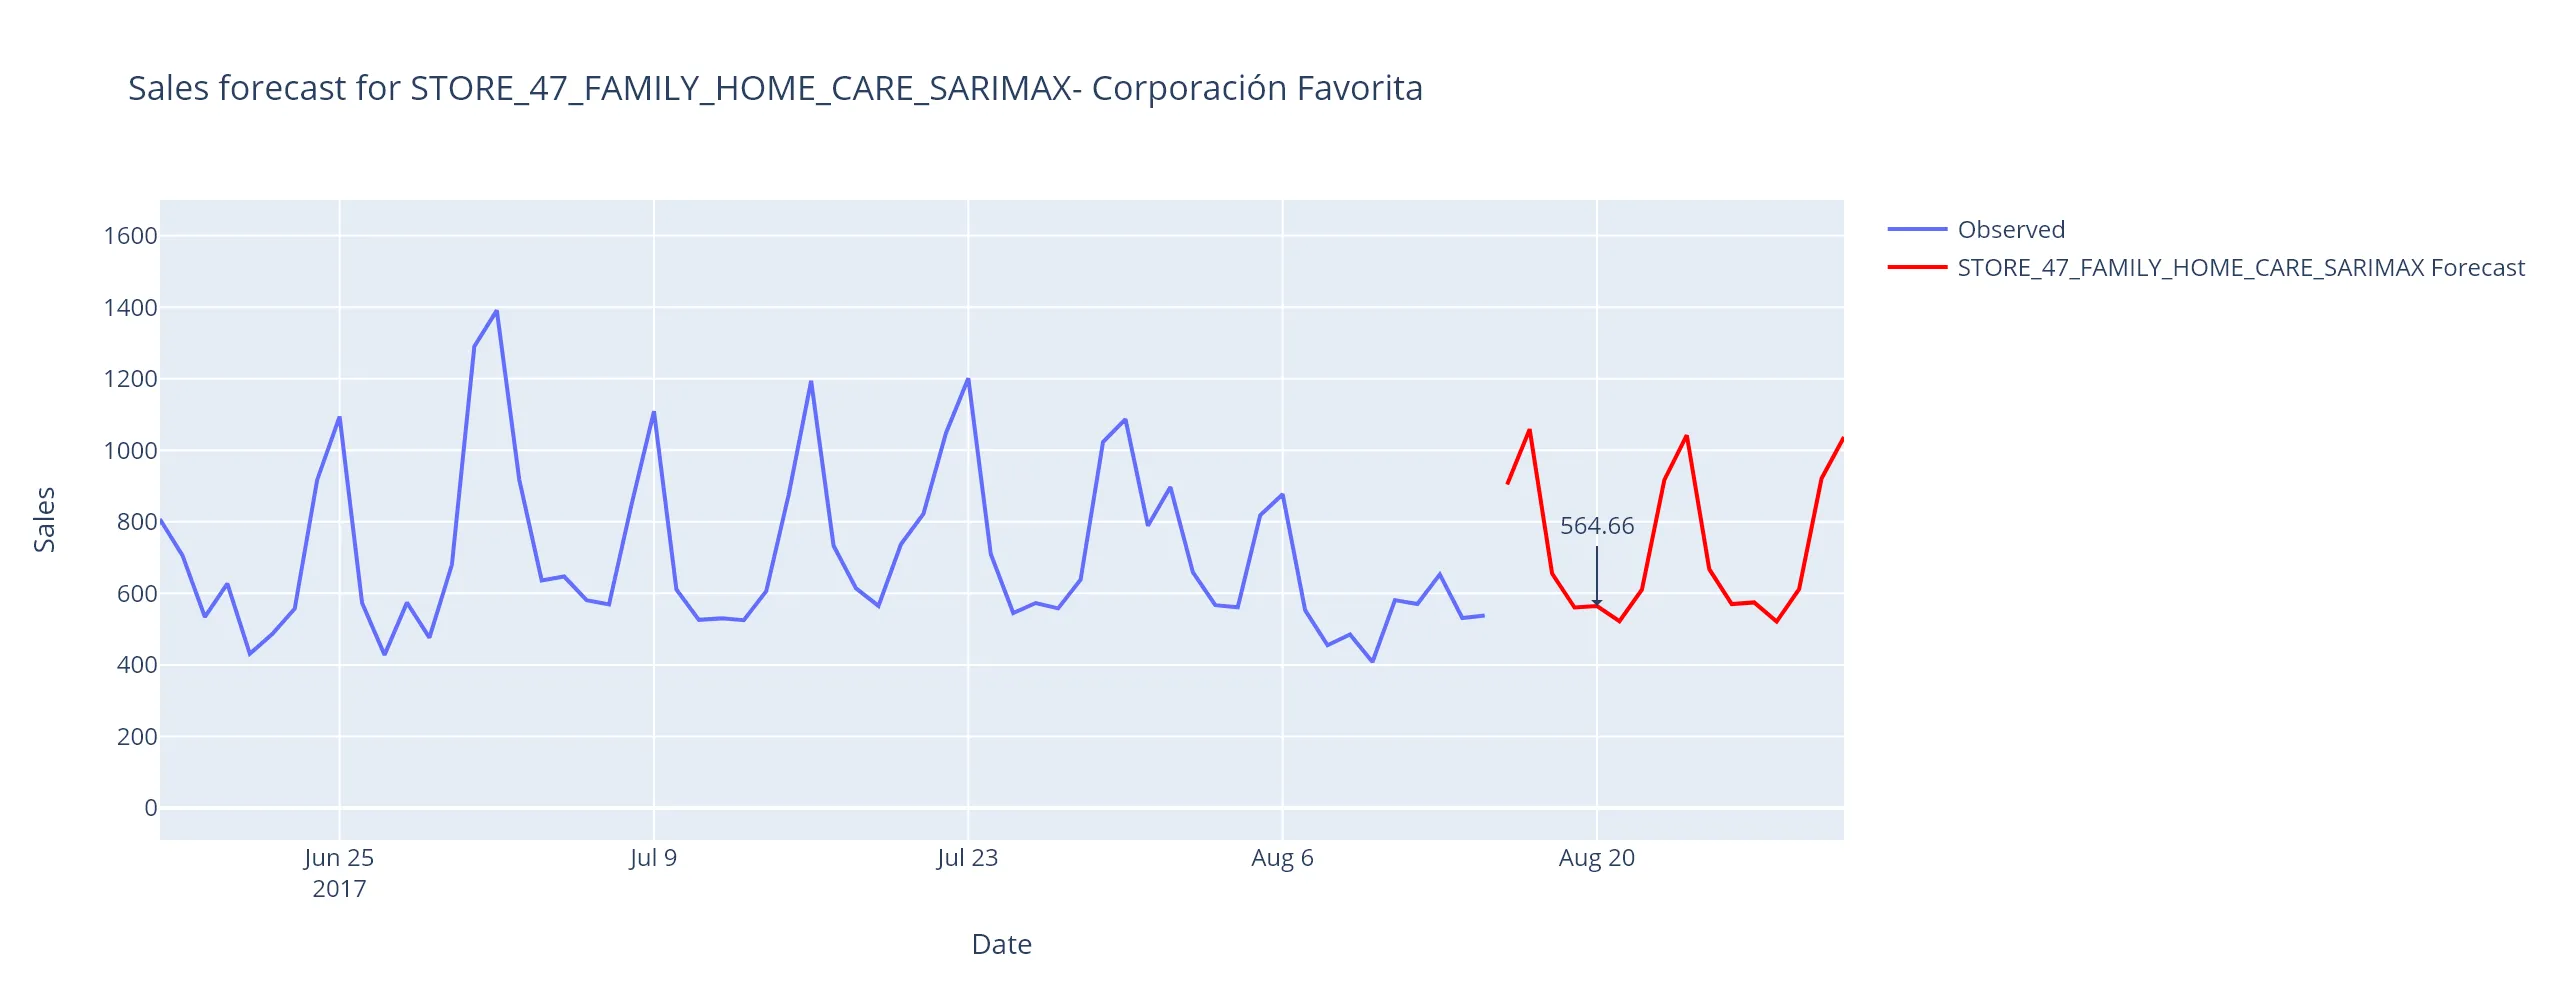 Sales forecast for STORE_47_FAMILY_HOME_CARE_SARIMAX- Corporación Favorita
Observed
STORE_47_FAMILY_HOME_CARE_SARIMAX Forecast
1600
1400
1200
1000
800
600
400
200
0
Sales
564.66
Jun 25
2017
Jul 9
Jul 23
Aug 6
Aug 20
Date